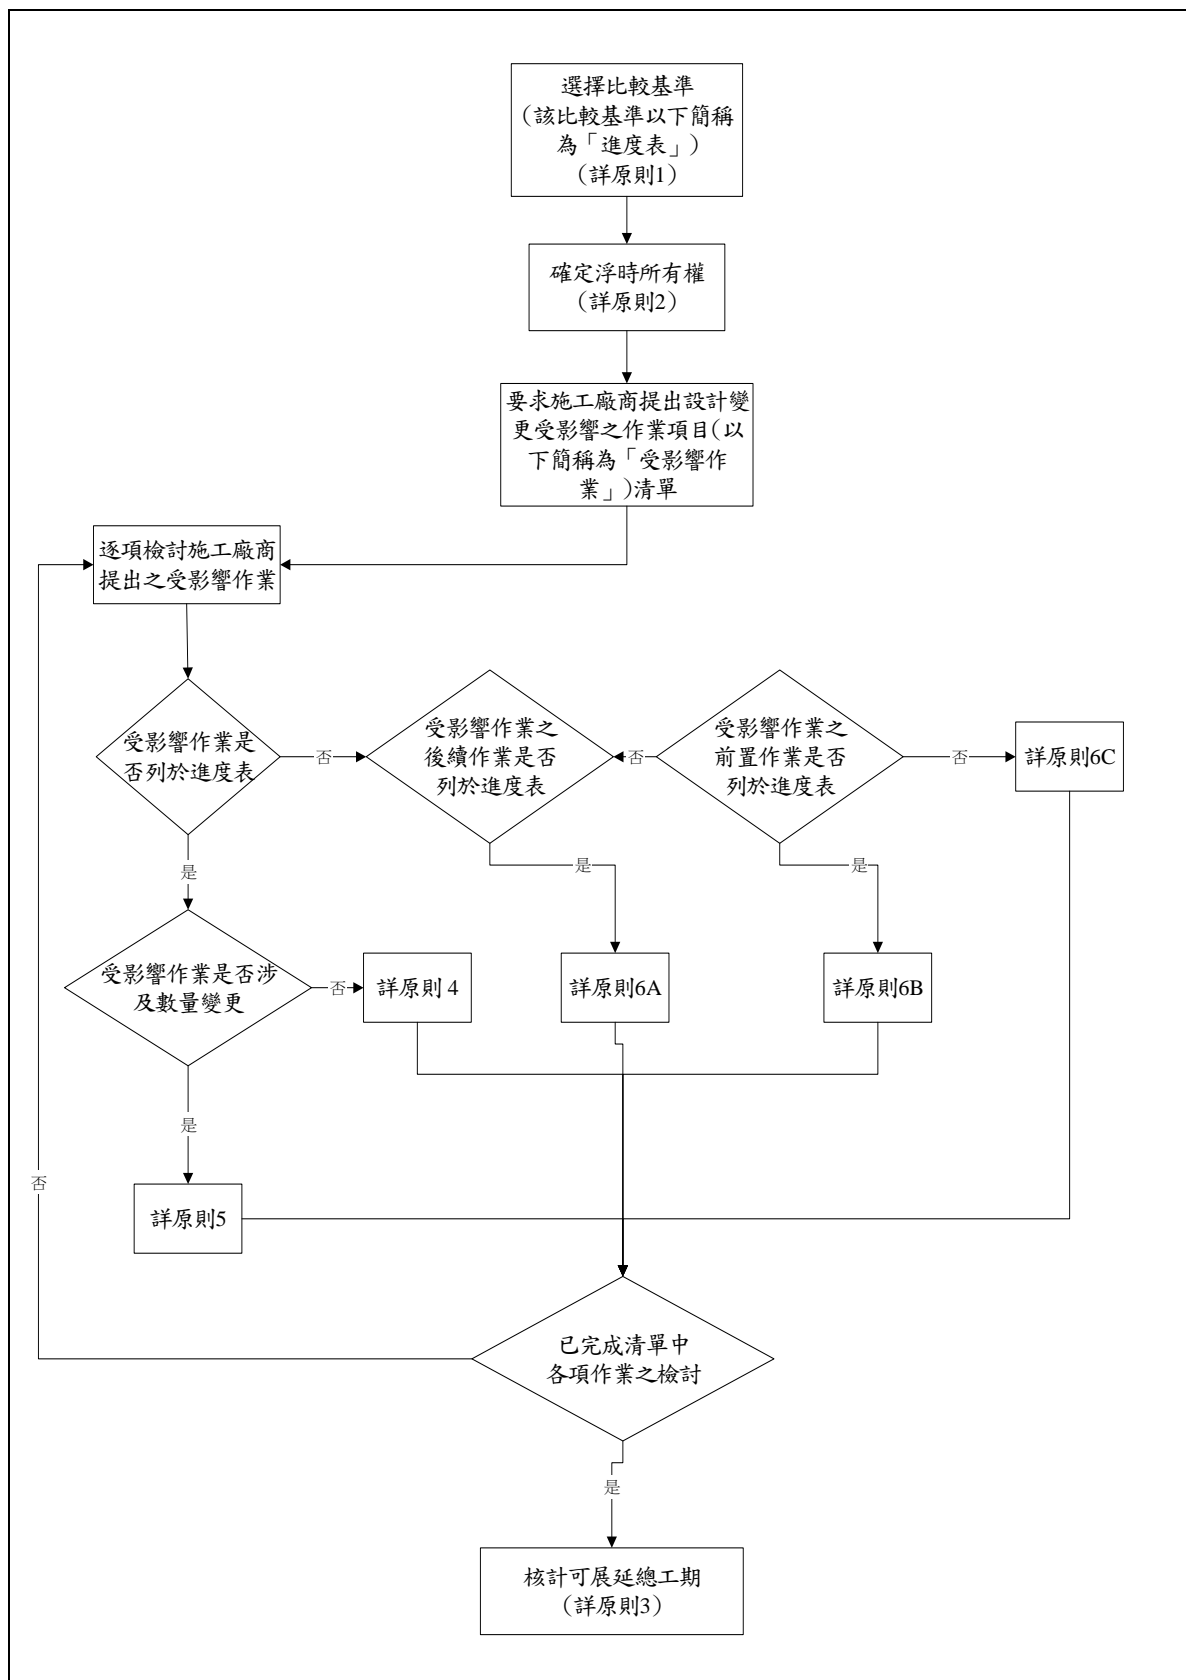 選擇比較基準
（該比較基準以下簡稱
為「進度表」）
（詳原則1）
確定浮時所有權
（詳原則2）
要求施工廠商提出設計變
更受影響之作業項目(以
下簡稱為「受影響作
業」)清單
逐項檢討施工廠商
提出之受影響作業
受影響作業是
否列於進度表
否
受影響作業之
後續作業是否
列於進度表
否
受影響作業之
前置作業是否
列於進度表
否
詳原則6C
是
是
是
受影響作業是否涉
及數量變更
否
詳原則 4
詳原則6A
詳原則6B
是
否
詳原則5
已完成清單中
各項作業之檢討
是
核計可展延總工期
（詳原則3）